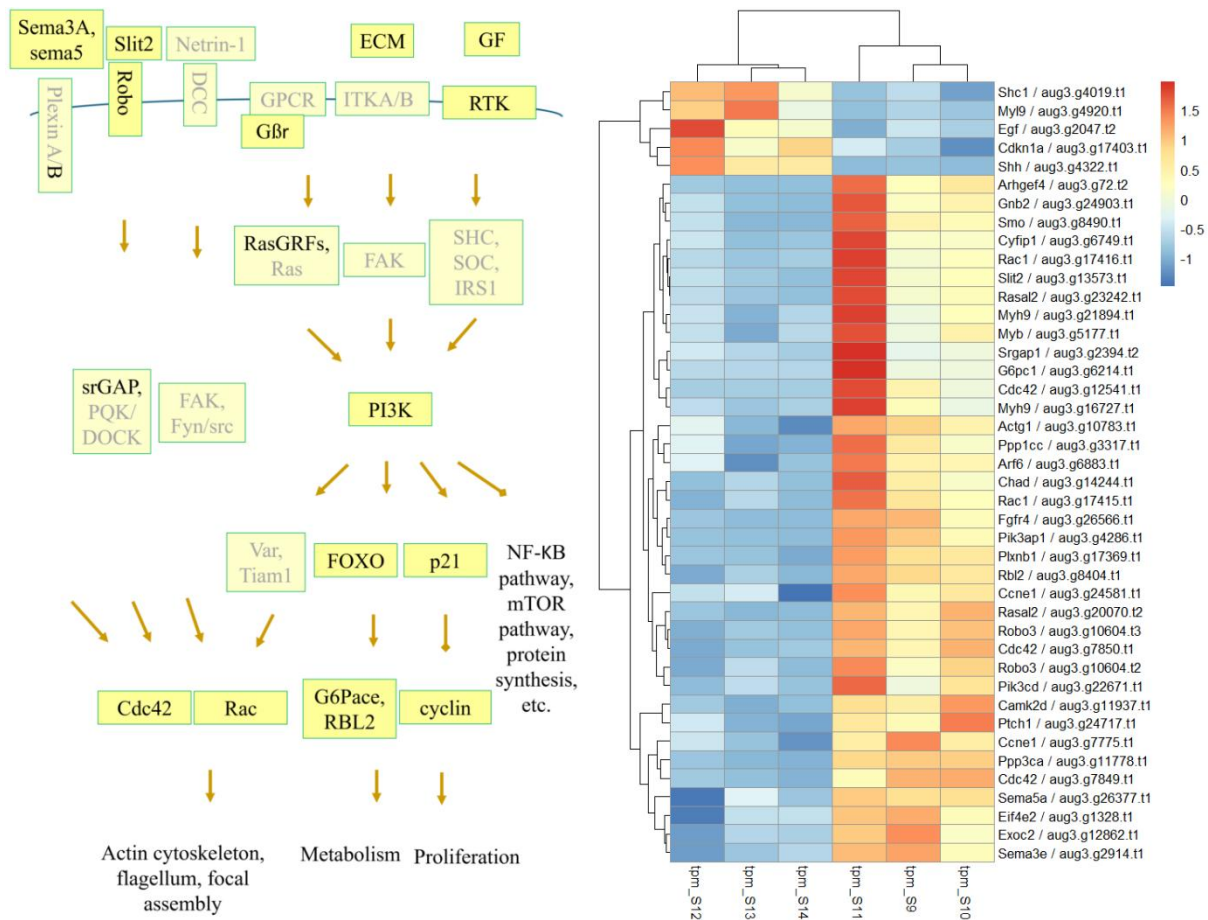 Sema3A,
sema5
Slit2
Netrin-1
ECM
GF
Plexin A/B
Robo
DCC
GPCR
ITKA/B
RTK
Gßr
RasGRFs,
Ras
FAK
SHC,
SOC,
IRS1
srGAP,
PQK/
DOCK
FAK,
Fyn/src
PI3K
Var,
Tiam1
FOXO
p21
NF-KB
pathway,
mTOR
pathway,
protein
synthesis,
etc.
Cdc42
Rac
G6Pace,
RBL2
cyclin
Actin cytoskeleton,
flagellum, focal
assembly
Metabolism
Proliferation
Shc1 / aug3.g4019.t1
Myl9 / aug3.g4920.t1
Egf / aug3.g2047.t2
Cdkn1a / aug3.g17403.t1
Shh / aug3.g4322.t1
Arhgef4 / aug3.g72.t2
Gnb2 / aug3.g24903.t1
Smo / aug3.g8490.t1
Cyfip1 / aug3.g6749.t1
Rac1 / aug3.g17416.t1
Slit2 / aug3.g13573.t1
Rasal2 / aug3.g23242.t1
Myh9 / aug3.g21894.t1
Myb / aug3.g5177.t1
Srgap1 / aug3.g2394.t2
G6pc1 / aug3.g6214.t1
Cdc42 / aug3.g12541.t1
Myh9 / aug3.g16727.t1
Actg1 / aug3.g10783.t1
Ppp1cc / aug3.g3317.t1
Arf6 / aug3.g6883.t1
Chad / aug3.g14244.t1
Rac1 / aug3.g17415.t1
Fgfr4 / aug3.g26566.t1
Pik3ap1 / aug3.g4286.t1
Plxnb1 / aug3.g17369.t1
Rbl2 / aug3.g8404.t1
Ccne1 / aug3.g24581.t1
Rasal2 / aug3.g20070.t2
Robo3 / aug3.g10604.t3
Cdc42 / aug3.g7850.t1
Robo3 / aug3.g10604.t2
Pik3cd / aug3.g22671.t1
Camk2d / aug3.g11937.t1
Ptch1 / aug3.g24717.t1
Ccne1 / aug3.g7775.t1
Ppp3ca / aug3.g11778.t1
Cdc42 / aug3.g7849.t1
Sema5a / aug3.g26377.t1
Eif4e2 / aug3.g1328.t1
Exoc2 / aug3.g12862.t1
Sema3e / aug3.g2914.t1
tpm_S12
tpm_S13
tpm_S14
tpm_S11
tpm_S9
tpm_S10
1.5
1
0.5
0
-0.5
-1